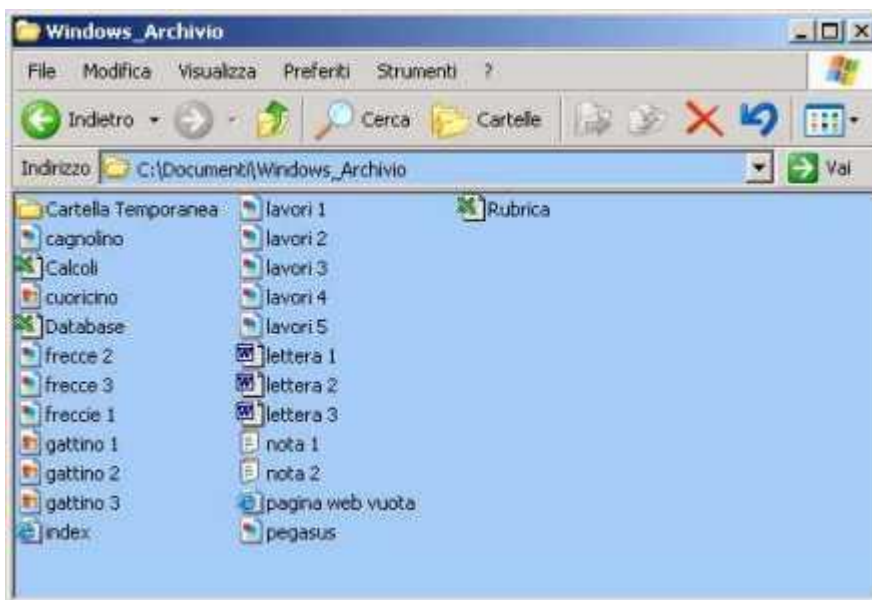 Windows_Archivio
File Modifica Visualizza Preferiti Strumenti ?
Indietro Cerca Cartelle
Indirizzo C:\Documenti\Windows_Archivio Vai
Cartella Temporanea
cagnolino
Calcoli
cuoricino
Database
frecce 2
frecce 3
freccie 1
gattino 1
gattino 2
gattino 3
index
lavori 1
lavori 2
lavori 3
lavori 4
lavori 5
lettera 1
lettera 2
lettera 3
nota 1
nota 2
pagina web vuota
pegasus
Rubrica